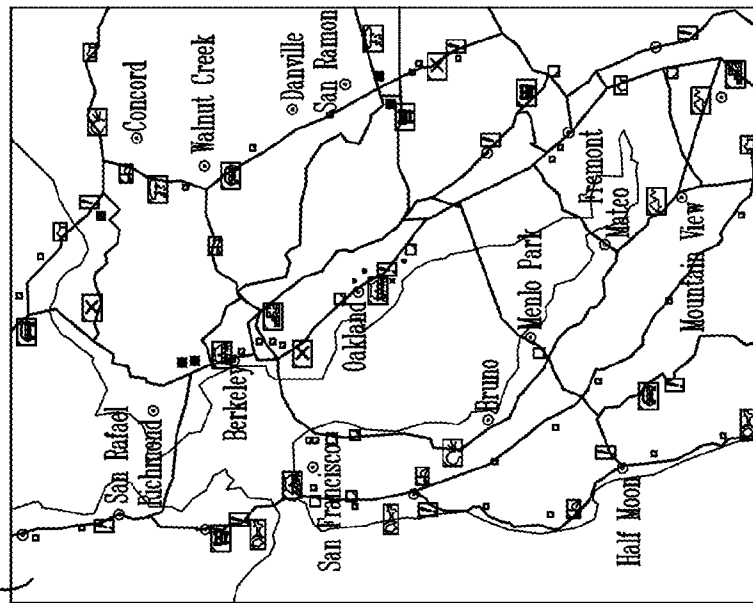 Concord
Walnut Creek
Danville
San Ramon
Fremont
Mateo
Mountain View
Menlo Park
Oakland
Berkeley
Bruno
San Rafael
Richmond
San Francisco
Half Moon